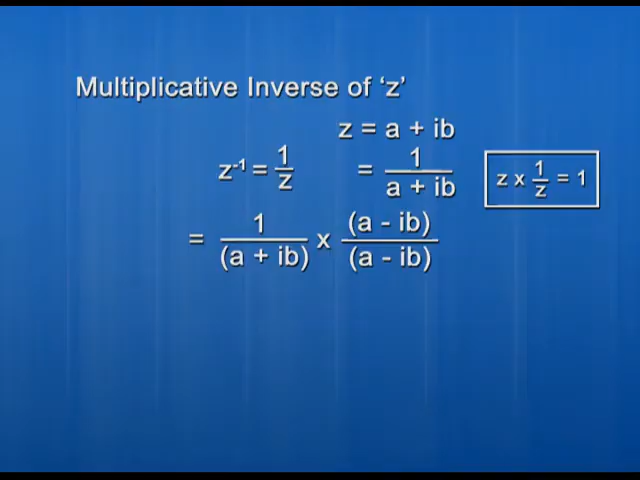 Multiplicative Inverse of ‘z’
z = a + ib
z⁻¹ = 1/z = 1/(a + ib)
z x 1/z = 1
= 1/(a + ib) x (a - ib)/(a - ib)